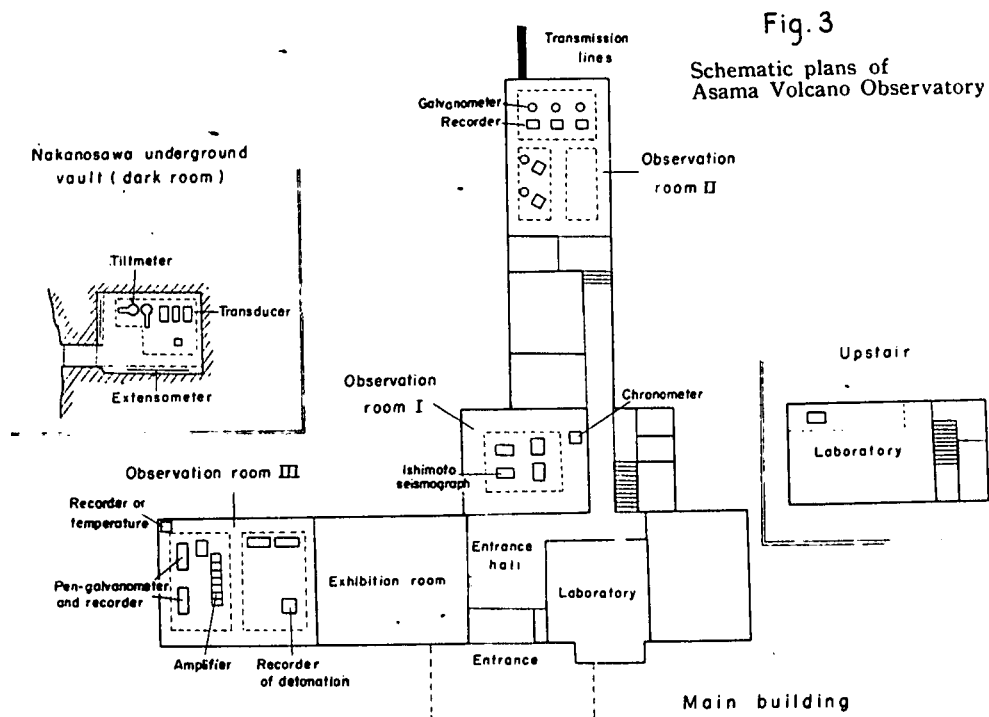 Fig. 3
Schematic plans of
Asama Volcano Observatory
Transmission
lines
Galvanometer
Recorder
Observation
room II
Nakanosawa underground
vault ( dark room )
Tiltmeter
Transducer
Extensometer
Observation
room I
Chronometer
Ishimoto
seismograph
Upstair
Laboratory
Observation room III
Recorder or
temperature
Pen-galvanometer
and recorder
Amplifier
Recorder
of detonation
Exhibition room
Entrance
hall
Laboratory
Entrance
Main building